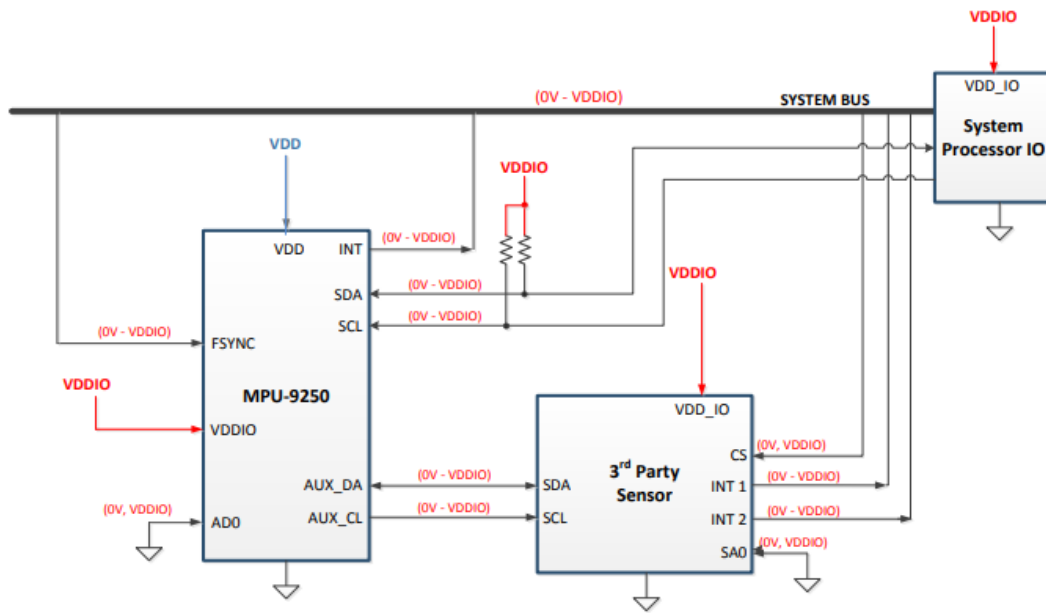 VDDIO
VDD_IO
System
Processor IO
(0V - VDDIO)
SYSTEM BUS
VDD
VDDIO
VDD
INT
(0V - VDDIO)
SDA
(0V - VDDIO)
SCL
(0V - VDDIO)
(0V - VDDIO)
FSYNC
MPU-9250
VDDIO
VDDIO
(0V, VDDIO)
AD0
AUX_DA
(0V - VDDIO)
AUX_CL
(0V - VDDIO)
VDDIO
VDD_IO
3rd Party
Sensor
SDA
SCL
CS
(0V, VDDIO)
INT 1
(0V - VDDIO)
INT 2
(0V - VDDIO)
SA0
(0V, VDDIO)